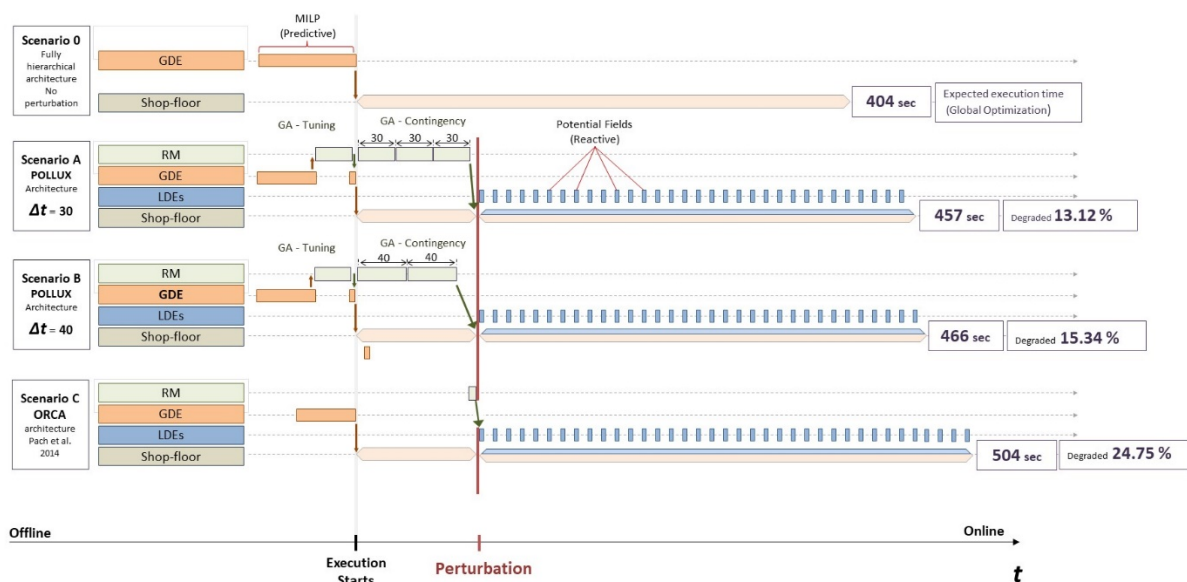 Scenario 0
Fully
hierarchical
architecture
No
perturbation
GDE
Shop-floor
MILP
(Predictive)
404 sec
Expected execution time
(Global Optimization)
Scenario A
POLLUX
Architecture
Δt = 30
RM
GDE
LDEs
Shop-floor
GA - Tuning
GA - Contingency
30
30
30
Potential Fields
(Reactive)
457 sec
Degraded 13.12 %
Scenario B
POLLUX
Architecture
Δt = 40
RM
GDE
LDEs
Shop-floor
GA - Tuning
GA - Contingency
40
40
466 sec
Degraded 15.34 %
Scenario C
ORCA
architecture
Pach et al.
2014
RM
GDE
LDEs
Shop-floor
504 sec
Degraded 24.75 %
Offline
Online
Execution
Starts
Perturbation
t